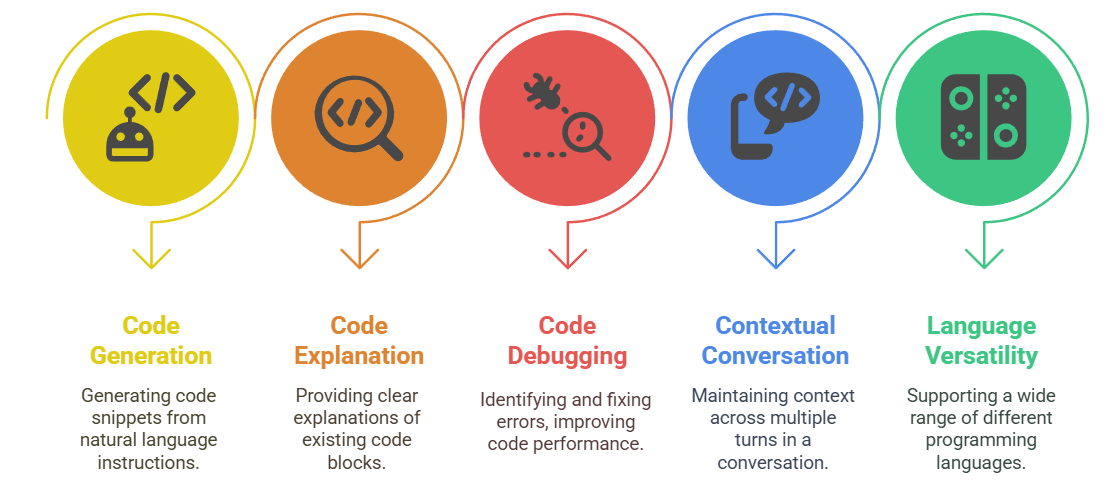 Code
Generation
Generating code
snippets from
natural language
instructions.
Code
Explanation
Providing clear
explanations of
existing code
blocks.
Code
Debugging
Identifying and fixing
errors, improving
code performance.
Contextual
Conversation
Maintaining context
across multiple
turns in a
conversation.
Language
Versatility
Supporting a wide
range of different
programming
languages.